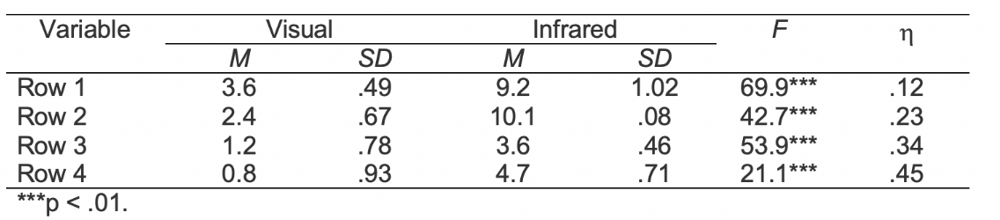 Variable Visual Infrared F η
M SD M SD
Row 1 3.6 .49 9.2 1.02 69.9*** .12
Row 2 2.4 .67 10.1 .08 42.7*** .23
Row 3 1.2 .78 3.6 .46 53.9*** .34
Row 4 0.8 .93 4.7 .71 21.1*** .45
***p < .01.